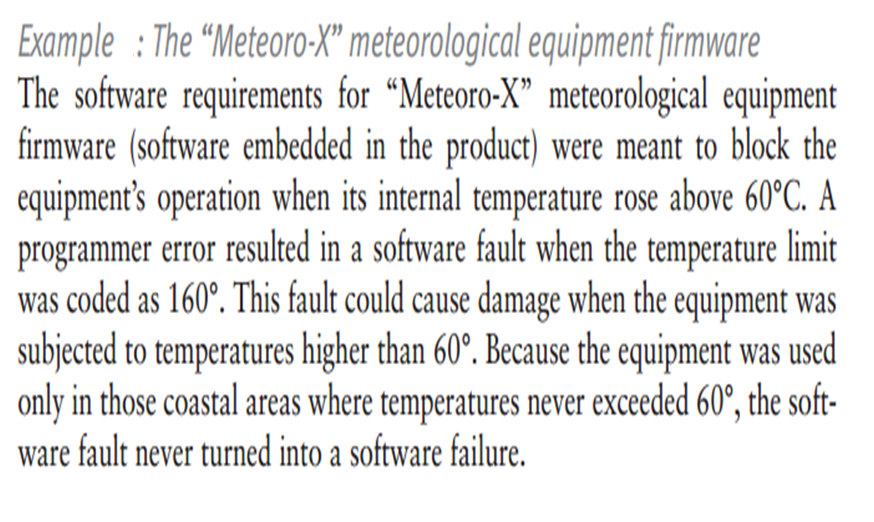 Example : The “Meteoro-X” meteorological equipment firmware
The software requirements for “Meteoro-X” meteorological equipment
firmware (software embedded in the product) were meant to block the
equipment’s operation when its internal temperature rose above 60°C. A
programmer error resulted in a software fault when the temperature limit
was coded as 160°. This fault could cause damage when the equipment was
subjected to temperatures higher than 60°. Because the equipment was used
only in those coastal areas where temperatures never exceeded 60°, the soft-
ware fault never turned into a software failure.